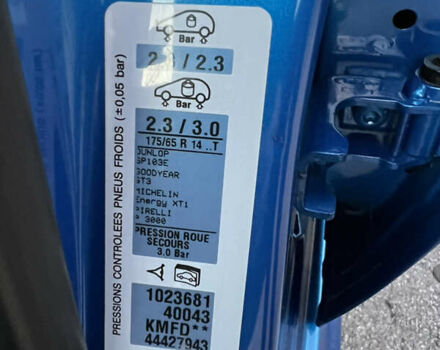 PRESSIONS CONTROLEES PNEUS FROIDS (±0,05 bar)
Bar
2.3 / 2.3
Bar
2.3 / 3.0
175/65 R 14 ..T
DUNLOP
SP103E
GOODYEAR
GT3
MICHELIN
Energy XT1
PIRELLI
P 3000
PRESSION ROUE
SECOURS
3.0 Bar
1023681
40043
KMFD**
44427943